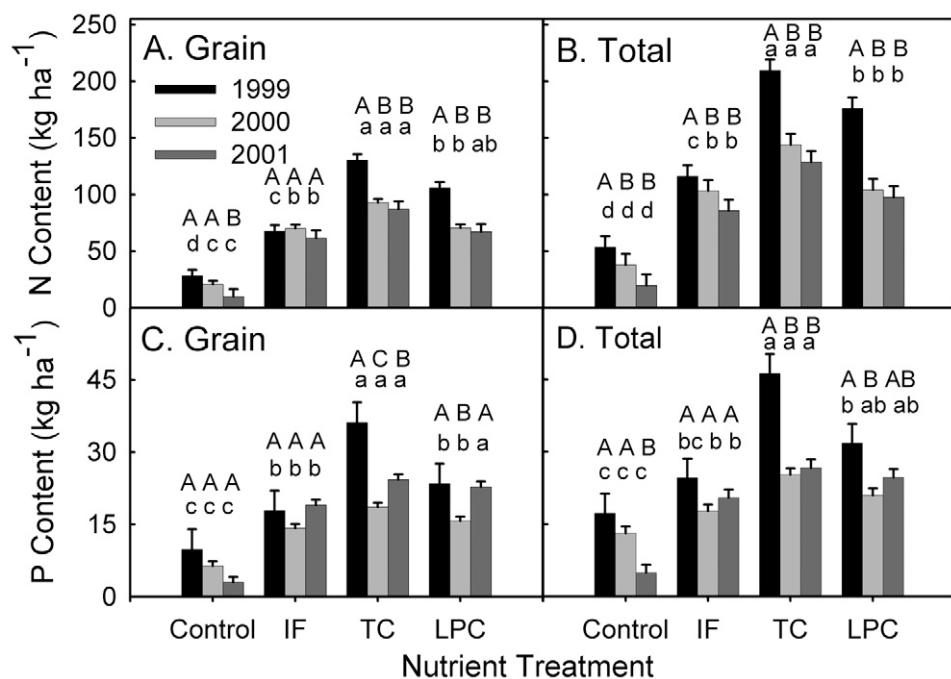 N Content (kg ha⁻¹)
250
200
150
100
50
0
A. Grain
1999
2000
2001
A A B
d c c
A A A
c b b
A B B
a a a
A B B
b b ab
B. Total
A B B
d d d
A B B
c b b
A B B
a a a
A B B
b b b
P Content (kg ha⁻¹)
45
30
15
0
C. Grain
A A A
c c c
A A A
b b b
A C B
a a a
A B A
b b a
D. Total
A A B
c c c
A A A
bc b b
A B B
a a a
A B AB
b ab ab
Control IF TC LPC
Control IF TC LPC
Nutrient Treatment